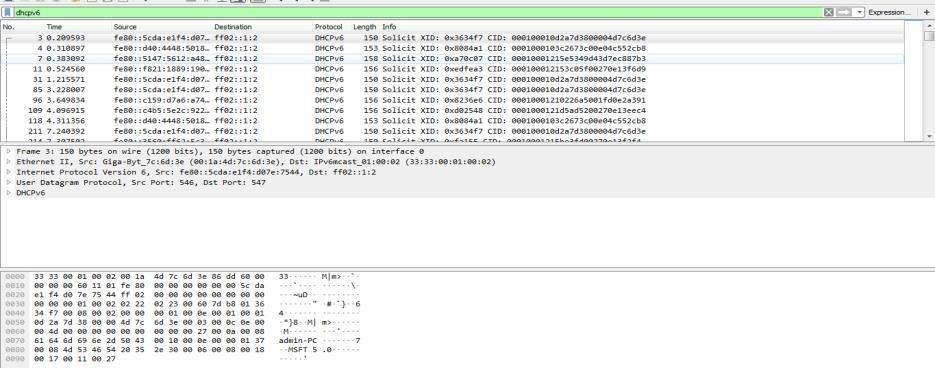 dhcpv6
Expression... +
No. Time Source Destination Protocol Length Info
3 0.209593 fe80::5cda:e1f4:d07… ff02::1:2 DHCPv6 150 Solicit XID: 0x3634f7 CID: 000100010d2a7d3800004d7c6d3e
4 0.310897 fe80::d40:4448:5018… ff02::1:2 DHCPv6 153 Solicit XID: 0x8084a1 CID: 000100103c2673c00e04c552cb8
7 0.383092 fe80::5147:5612:a48… ff02::1:2 DHCPv6 158 Solicit XID: 0xa70c07 CID: 00010001215e5349d43d7ec887b3
11 0.524560 fe80::f821:1889:190… ff02::1:2 DHCPv6 156 Solicit XID: 0xedfea3 CID: 000100012153c05f00270e13f6d9
31 1.215571 fe80::5cda:e1f4:d07… ff02::1:2 DHCPv6 150 Solicit XID: 0x3634f7 CID: 000100010d2a7d3800004d7c6d3e
85 3.228007 fe80::5cda:e1f4:d07… ff02::1:2 DHCPv6 150 Solicit XID: 0x3634f7 CID: 000100010d2a7d3800004d7c6d3e
96 3.649834 fe80::c159:d7a6:a74… ff02::1:2 DHCPv6 156 Solicit XID: 0x8236e6 CID: 00010001210226a5001fd0e2a391
109 4.096915 fe80::c4b5:5e2c:922… ff02::1:2 DHCPv6 156 Solicit XID: 0xd02548 CID: 000100121d5ad5200270e13eec4
118 4.311356 fe80::d40:4448:5018… ff02::1:2 DHCPv6 153 Solicit XID: 0x8084a1 CID: 000100103c2673c00e04c552cb8
211 7.240392 fe80::5cda:e1f4:d07… ff02::1:2 DHCPv6 150 Solicit XID: 0x3634f7 CID: 000100010d2a7d3800004d7c6d3e
Frame 3: 150 bytes on wire (1200 bits), 150 bytes captured (1200 bits) on interface 0
Ethernet II, Src: Giga-Byt_7c:6d:3e (00:1a:4d:7c:6d:3e), Dst: IPv6mcast_01:00:02 (33:33:00:01:00:02)
Internet Protocol Version 6, Src: fe80::5cda:e1f4:d07e:7544, Dst: ff02::1:2
User Datagram Protocol, Src Port: 546, Dst Port: 547
DHCPv6
0000 33 33 00 01 00 02 00 1a 4d 7c 6d 3e 86 dd 60 00 33······ M|m>··`·
0010 00 00 00 60 11 01 fe 80 00 00 00 00 00 00 5c da ···`···· ······\·
0020 e1 f4 d0 7e 75 44 ff 02 00 00 00 00 00 00 00 00 ···~uD·· ········
0030 00 00 00 01 00 02 02 22 02 23 00 60 7d b8 01 36 ·······" ·#·`}··6
0040 34 f7 00 08 00 02 00 00 00 01 00 0e 00 01 00 01 4······· ········
0050 0d 2a 7d 38 00 00 4d 7c 6d 3e 00 03 00 0c 0e 00 ·*}8··M| m>······
0060 00 4d 00 00 00 00 00 00 00 00 00 27 00 0a 00 08 ·M······ ···'····
0070 61 64 6d 69 6e 2d 50 43 00 10 00 0e 00 00 01 37 admin-PC ·······7
0080 00 08 4d 53 46 54 20 35 2e 30 00 06 00 08 00 18 ··MSFT 5 .0······
0090 00 17 00 11 00 27 ·····'